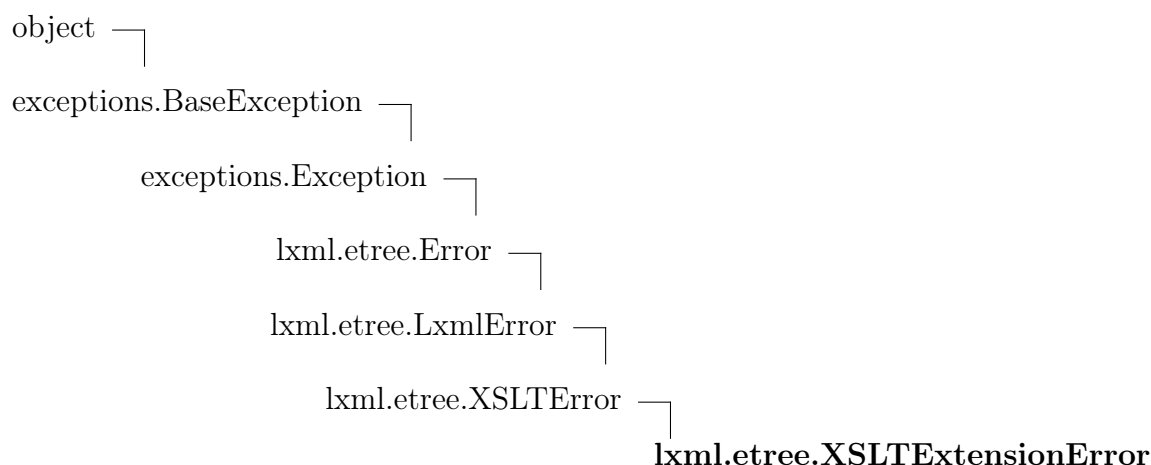 object
exceptions.BaseException
exceptions.Exception
lxml.etree.Error
lxml.etree.LxmlError
lxml.etree.XSLTError
lxml.etree.XSLTExtensionError